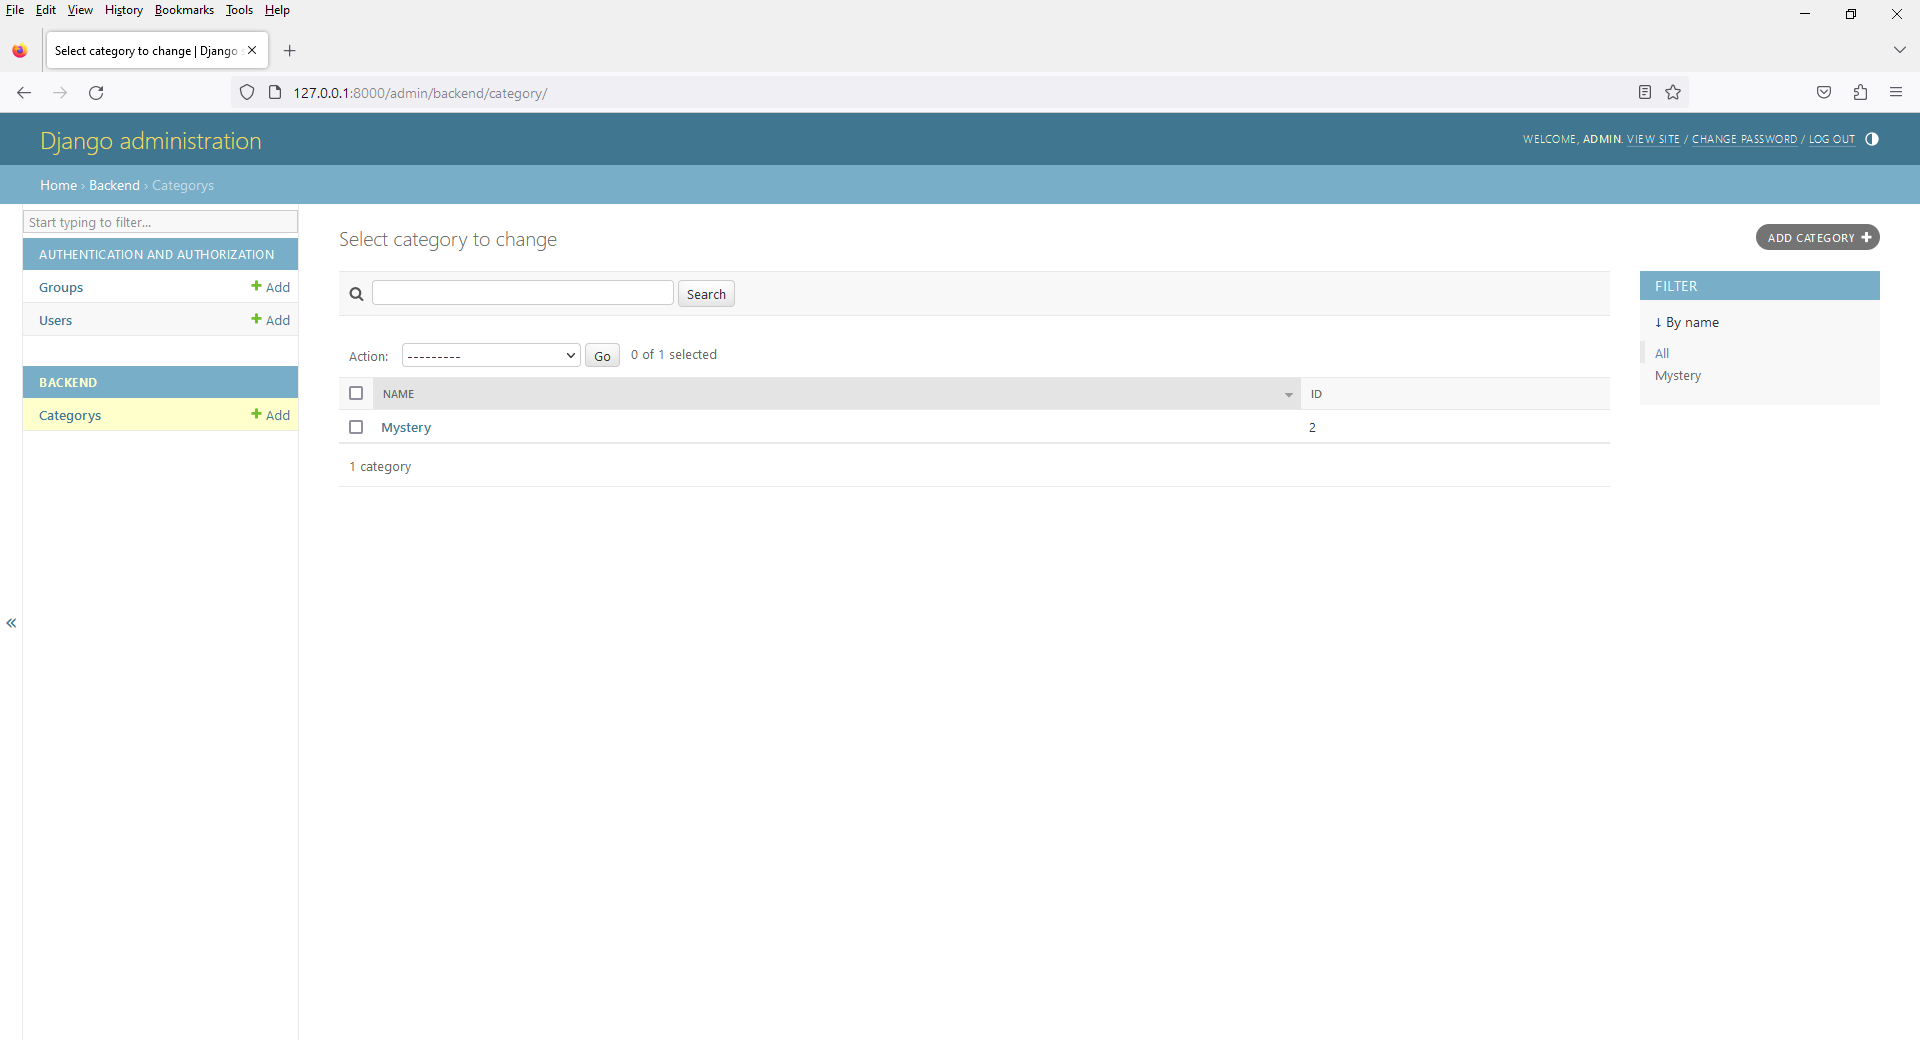 File Edit View History Bookmarks Tools Help
Select category to change | Django
127.0.0.1:8000/admin/backend/category/
Django administration
WELCOME, ADMIN. VIEW SITE / CHANGE PASSWORD / LOG OUT
Home › Backend › Categorys
Start typing to filter...
AUTHENTICATION AND AUTHORIZATION
Groups + Add
Users + Add
BACKEND
Categorys + Add
«
Select category to change
ADD CATEGORY +
Search
Action: --------- Go 0 of 1 selected
NAME ID
Mystery 2
1 category
FILTER
↓ By name
All
Mystery